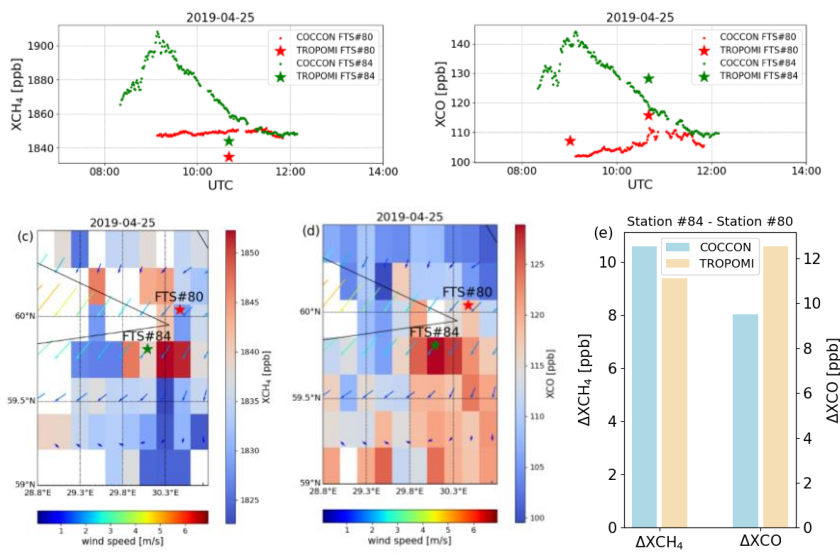 2019-04-25
XCH₄ [ppb]
1900
1880
1860
1840
COCCON FTS#80
TROPOMI FTS#80
COCCON FTS#84
TROPOMI FTS#84
08:00
10:00
12:00
14:00
UTC
2019-04-25
XCO [ppb]
140
130
120
110
100
COCCON FTS#80
TROPOMI FTS#80
COCCON FTS#84
TROPOMI FTS#84
08:00
10:00
12:00
14:00
UTC
2019-04-25
(c)
FTS#80
60°N
FTS#84
59.5°N
59°N
28.8°E
29.3°E
29.8°E
30.3°E
1850
1845
1840
1835
1830
1825
XCH₄ [ppb]
1 2 3 4 5 6
wind speed [m/s]
2019-04-25
(d)
FTS#80
60°N
FTS#84
59.5°N
59°N
28.8°E
29.3°E
29.8°E
30.3°E
125
120
115
110
105
100
XCO [ppb]
1 2 3 4 5 6
wind speed [m/s]
Station #84 - Station #80
(e)
COCCON
TROPOMI
ΔXCH₄ [ppb]
10
8
6
4
2
0
ΔXCH₄
ΔXCO
12
10
8
6
4
2
0
ΔXCO [ppb]